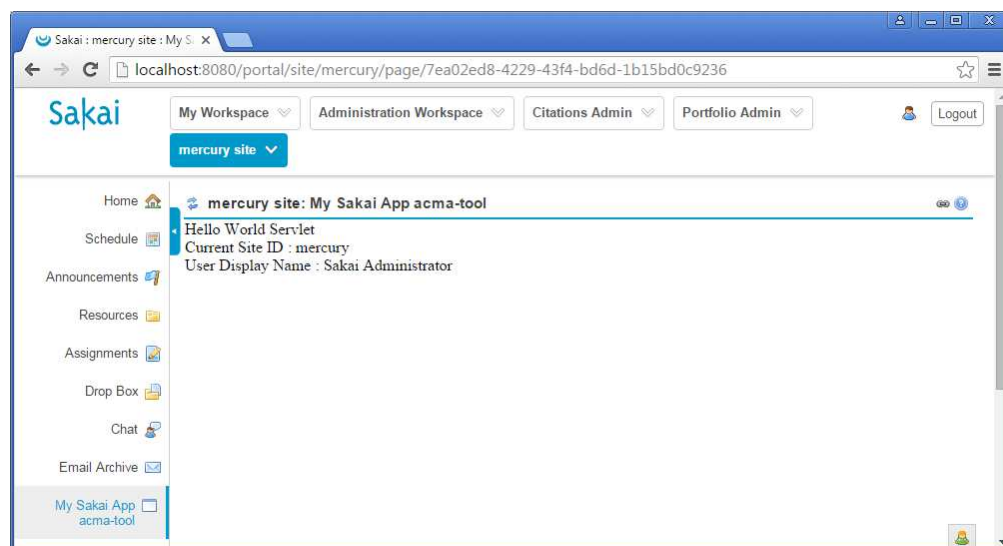 Sakai : mercury site : My S
localhost:8080/portal/site/mercury/page/7ea02ed8-4229-43f4-bd6d-1b15bd0c9236
Sakai
My Workspace
Administration Workspace
Citations Admin
Portfolio Admin
Logout
mercury site
Home
Schedule
Announcements
Resources
Assignments
Drop Box
Chat
Email Archive
My Sakai App
acma-tool
mercury site: My Sakai App acma-tool
Hello World Servlet
Current Site ID : mercury
User Display Name : Sakai Administrator